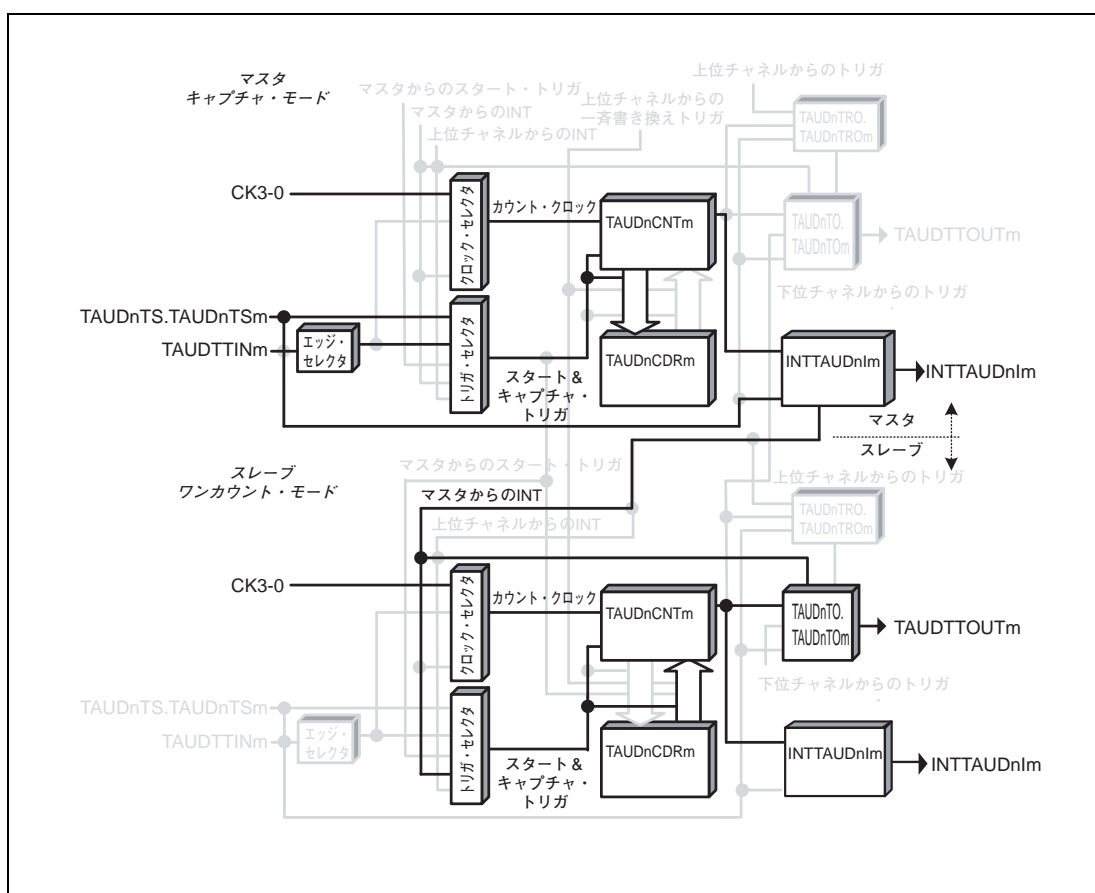 マスタ
キャプチャ・モード
マスタからのスタート・トリガ
マスタからのINT
上位チャネルからのINT
上位チャネルからの
一斉書き換えトリガ
上位チャネルからのトリガ
TAUDnTRO.
TAUDnTROm
CK3-0
クロック・セレクタ
カウント・クロック
TAUDnCNTm
TAUDnTO.
TAUDnTOm
TAUDTTOUTm
下位チャネルからのトリガ
TAUDnTS.TAUDnTSm
TAUDTTINm
エッジ・
セレクタ
トリガ・セレクタ
スタート&
キャプチャ・
トリガ
TAUDnCDRm
INTTAUDnIm
INTTAUDnIm
マスタ
スレーブ
スレーブ
ワンカウント・モード
マスタからのスタート・トリガ
マスタからのINT
上位チャネルからのINT
上位チャネルからのトリガ
TAUDnTRO.
TAUDnTROm
CK3-0
クロック・セレクタ
カウント・クロック
TAUDnCNTm
TAUDnTO.
TAUDnTOm
TAUDTTOUTm
下位チャネルからのトリガ
TAUDnTS.TAUDnTSm
TAUDTTINm
エッジ・
セレクタ
トリガ・セレクタ
スタート&
キャプチャ・
トリガ
TAUDnCDRm
INTTAUDnIm
INTTAUDnIm